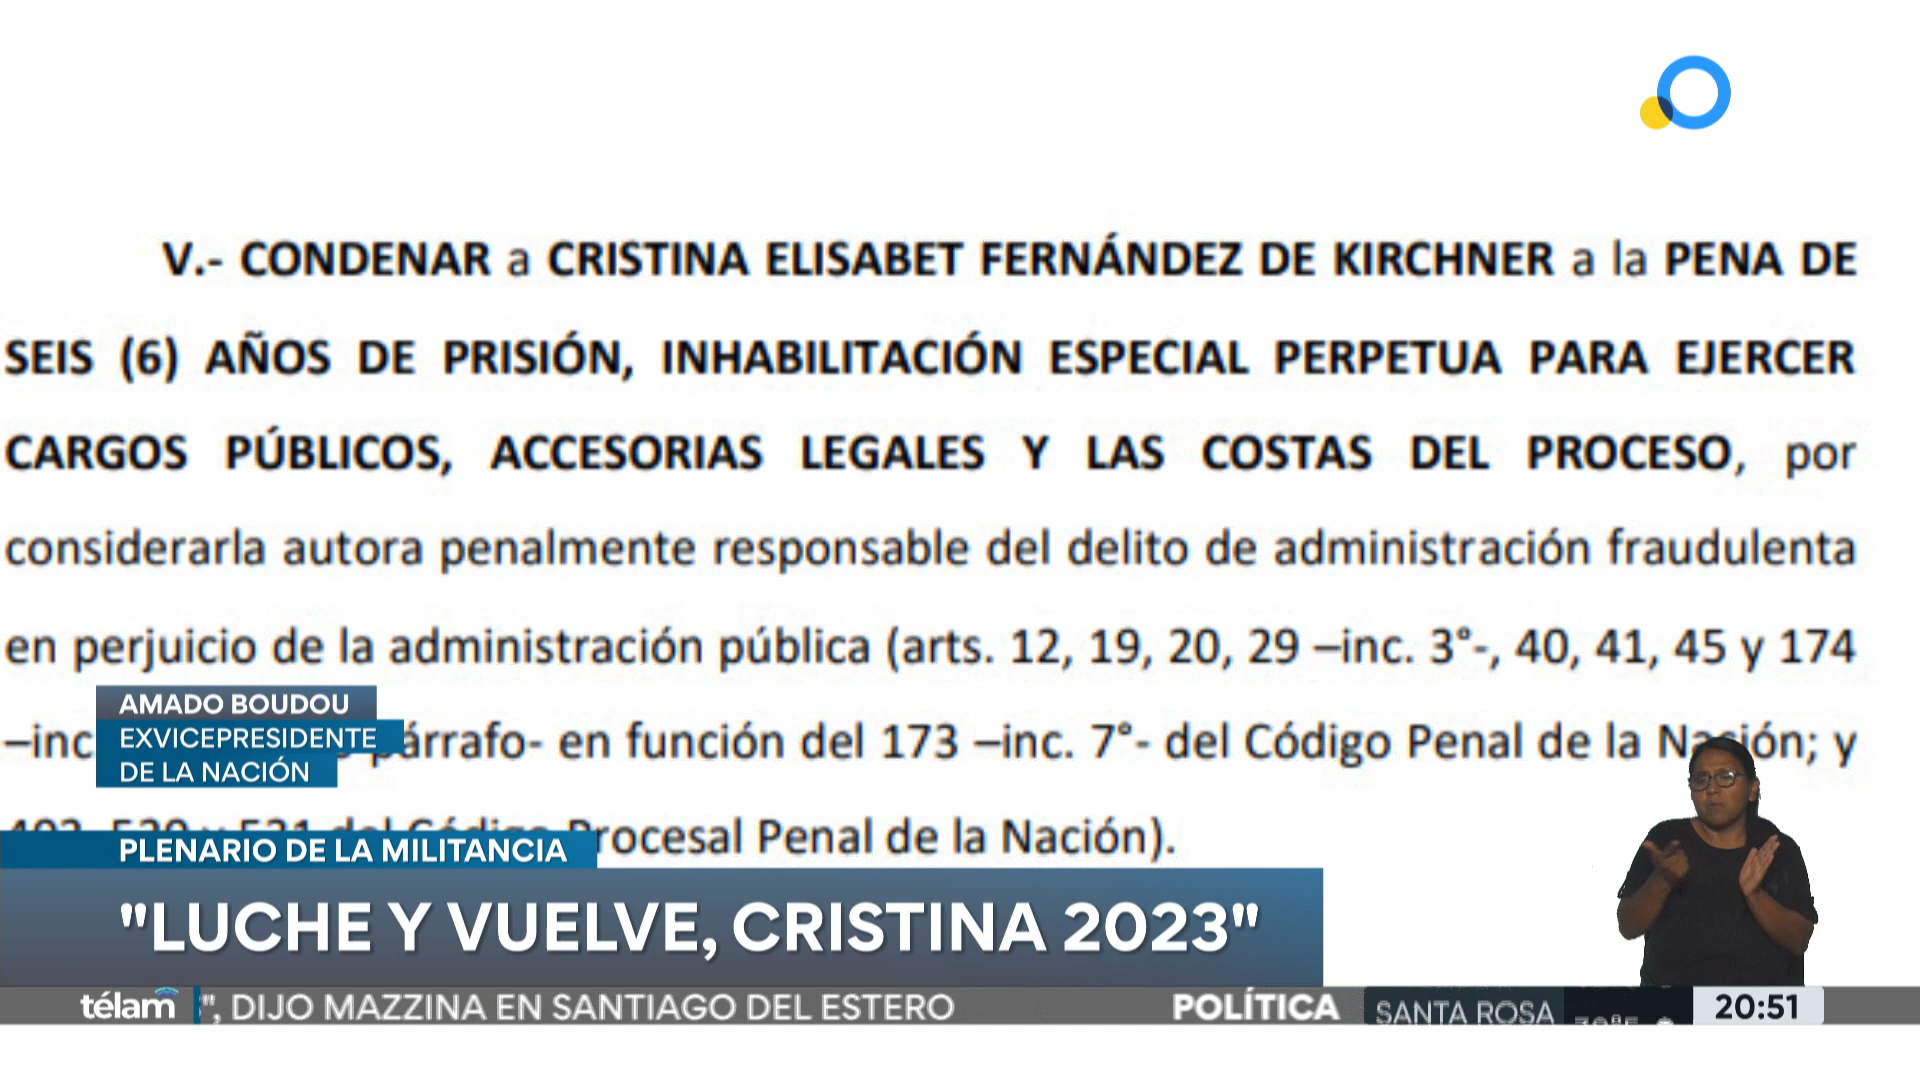 V.- CONDENAR a CRISTINA ELISABET FERNÁNDEZ DE KIRCHNER a la PENA DE
SEIS (6) AÑOS DE PRISIÓN, INHABILITACIÓN ESPECIAL PERPETUA PARA EJERCER
CARGOS PÚBLICOS, ACCESORIAS LEGALES Y LAS COSTAS DEL PROCESO, por
considerarla autora penalmente responsable del delito de administración fraudulenta
en perjuicio de la administración pública (arts. 12, 19, 20, 29 –inc. 3°-, 40, 41, 45 y 174
–inc párrafo- en función del 173 –inc. 7°- del Código Penal de la Nación; y
del Código Procesal Penal de la Nación).
AMADO BOUDOU
EXVICEPRESIDENTE
DE LA NACIÓN
PLENARIO DE LA MILITANCIA
"LUCHE Y VUELVE, CRISTINA 2023"
télam ", DIJO MAZZINA EN SANTIAGO DEL ESTERO POLÍTICA SANTA ROSA 20:51